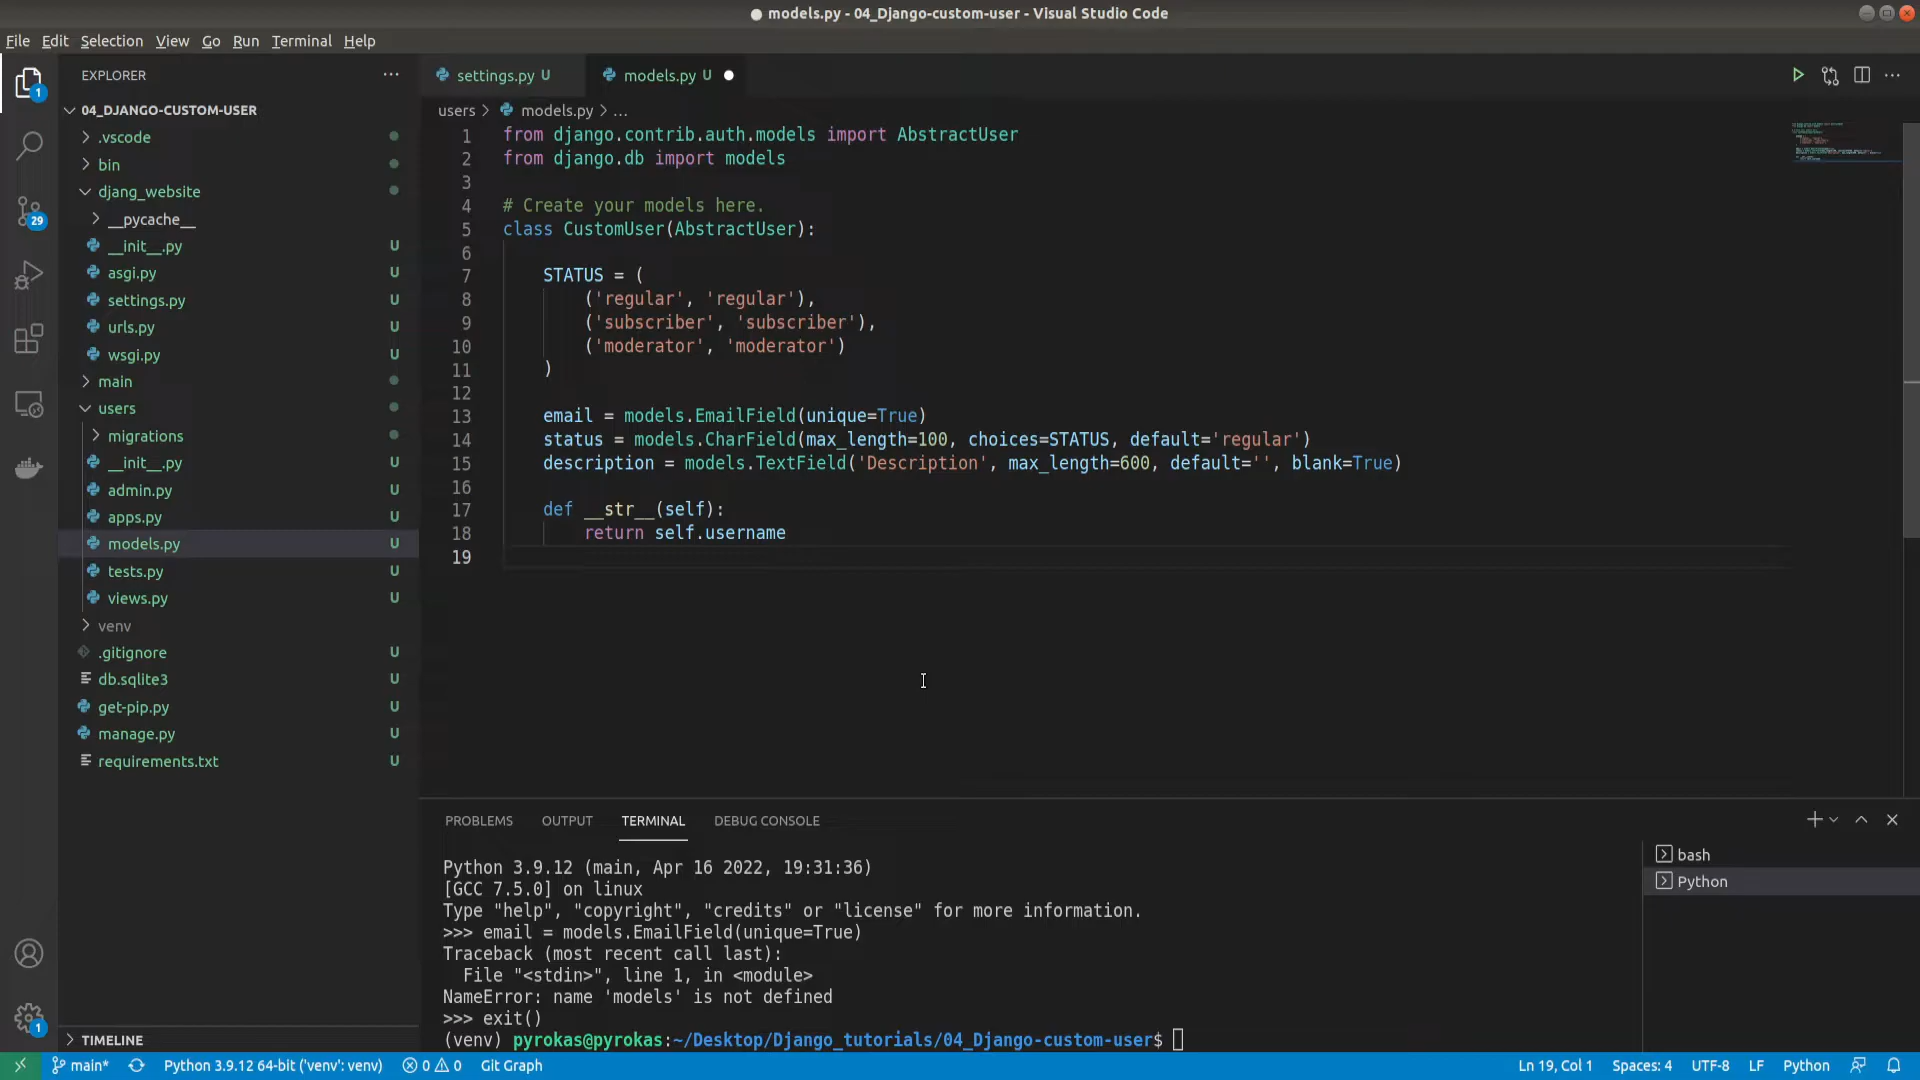 models.py - 04_Django-custom-user - Visual Studio Code
File Edit Selection View Go Run Terminal Help
EXPLORER
04_DJANGO-CUSTOM-USER
.vscode
bin
djang_website
__pycache__
__init__.py U
asgi.py U
settings.py U
urls.py U
wsgi.py U
main
users
migrations
__init__.py U
admin.py U
apps.py U
models.py U
tests.py U
views.py U
venv
.gitignore U
db.sqlite3 U
get-pip.py U
manage.py U
requirements.txt U
TIMELINE
1
29
1
settings.py U models.py U
users > models.py > ...
1 from django.contrib.auth.models import AbstractUser
2 from django.db import models
3
4 # Create your models here.
5 class CustomUser(AbstractUser):
6
7 STATUS = (
8 ('regular', 'regular'),
9 ('subscriber', 'subscriber'),
10 ('moderator', 'moderator')
11 )
12
13 email = models.EmailField(unique=True)
14 status = models.CharField(max_length=100, choices=STATUS, default='regular')
15 description = models.TextField('Description', max_length=600, default='', blank=True)
16
17 def __str__(self):
18 return self.username
19
PROBLEMS OUTPUT TERMINAL DEBUG CONSOLE
Python 3.9.12 (main, Apr 16 2022, 19:31:36)
[GCC 7.5.0] on linux
Type "help", "copyright", "credits" or "license" for more information.
>>> email = models.EmailField(unique=True)
Traceback (most recent call last):
File "<stdin>", line 1, in <module>
NameError: name 'models' is not defined
>>> exit()
(venv) pyrokas@pyrokas:~/Desktop/Django_tutorials/04_Django-custom-user$
bash
Python
main* Python 3.9.12 64-bit ('venv': venv) 0 0 Git Graph Ln 19, Col 1 Spaces: 4 UTF-8 LF Python